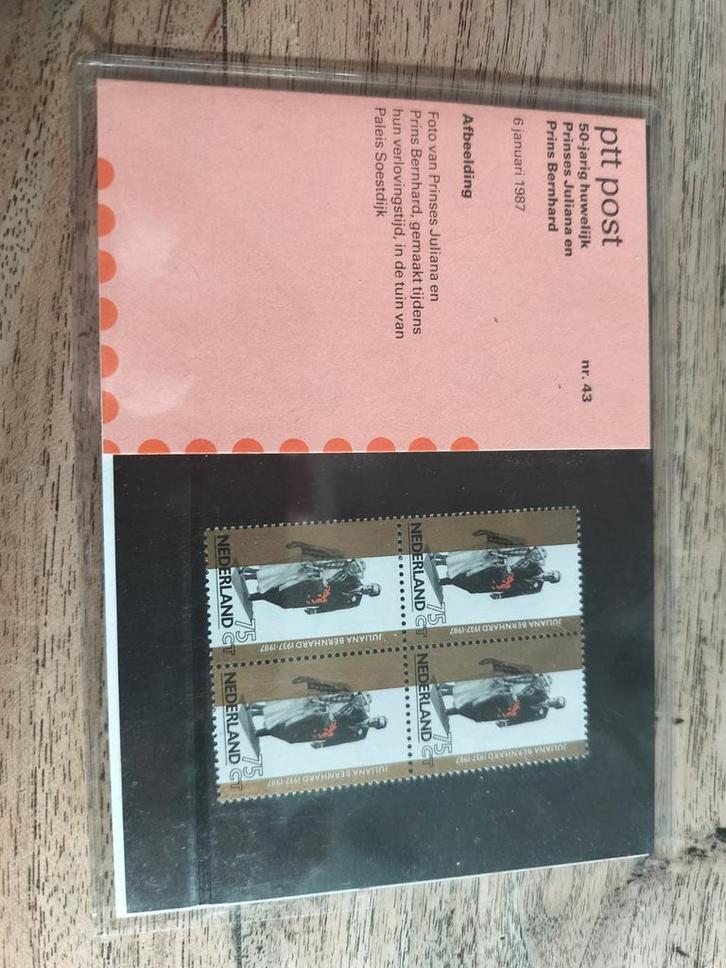 ptt post
50-jarig huwelijk nr. 43
Prinses Juliana en
Prins Bernhard
6 januari 1987
Afbeelding
Foto van Prinses Juliana en
Prins Bernhard, gemaakt tijdens
hun verlovingstijd, in de tuin van
Paleis Soestdijk
JULIANA BERNHARD 1937-1987
75
NEDERLAND CT
JULIANA BERNHARD 1937-1987
75
NEDERLAND CT
JULIANA BERNHARD 1937-1987
75
NEDERLAND CT
JULIANA BERNHARD 1937-1987
75
NEDERLAND CT